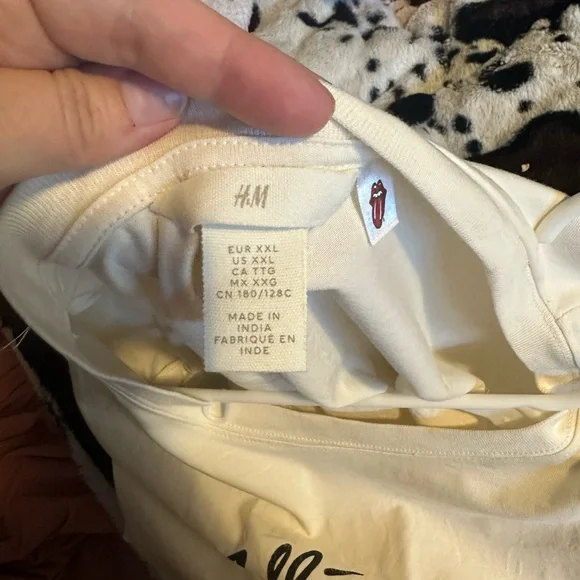 H&M
EUR XXL
US XXL
CA TTG
MX XXG
CN 180/128C
MADE IN
INDIA
FABRIQUÉ EN
INDE